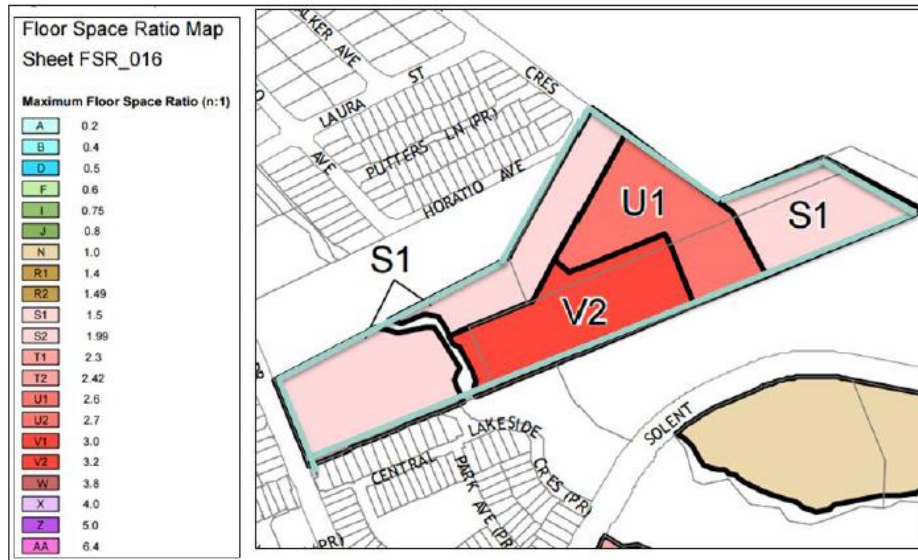 Floor Space Ratio Map
Sheet FSR_016
Maximum Floor Space Ratio (n:1)
A 0.2
B 0.4
D 0.5
F 0.6
I 0.75
J 0.8
N 1.0
R1 1.4
R2 1.49
S1 1.5
S2 1.99
T1 2.3
T2 2.42
U1 2.6
U2 2.7
V1 3.0
V2 3.2
W 3.8
X 4.0
Z 5.0
AA 6.4
AVE
CRES
LAURA ST
AVE
PUTTERS LN (PR)
HORATIO AVE
U1
S1
S1
V2
SOLENT
LAKESIDE
CRES (PR)
CENTRAL
PARK AVE (PR)
(PR)